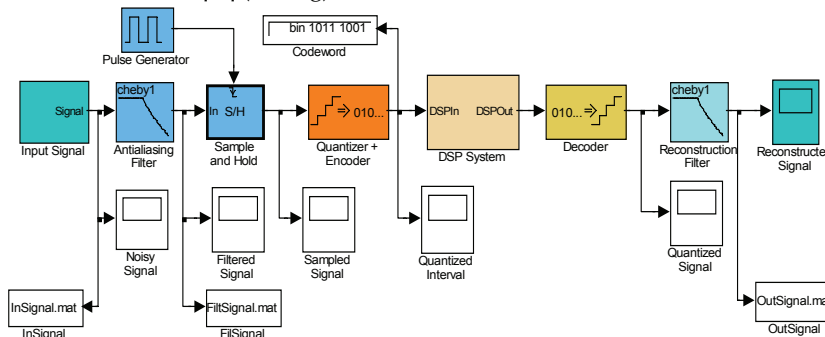 bin 1011 1001
Pulse Generator
Codeword
Signal
cheby1
In
S/H
010...
DSPIn
DSPOut
010...
cheby1
Input Signal
Antialiasing
Filter
Sample
and Hold
Quantizer +
Encoder
DSP System
Decoder
Reconstruction
Filter
Reconstructe
Signal
Noisy
Signal
Filtered
Signal
Sampled
Signal
Quantized
Interval
Quantized
Signal
InSignal.mat
FiltSignal.mat
OutSignal.ma
InSignal
FilSignal
OutSignal